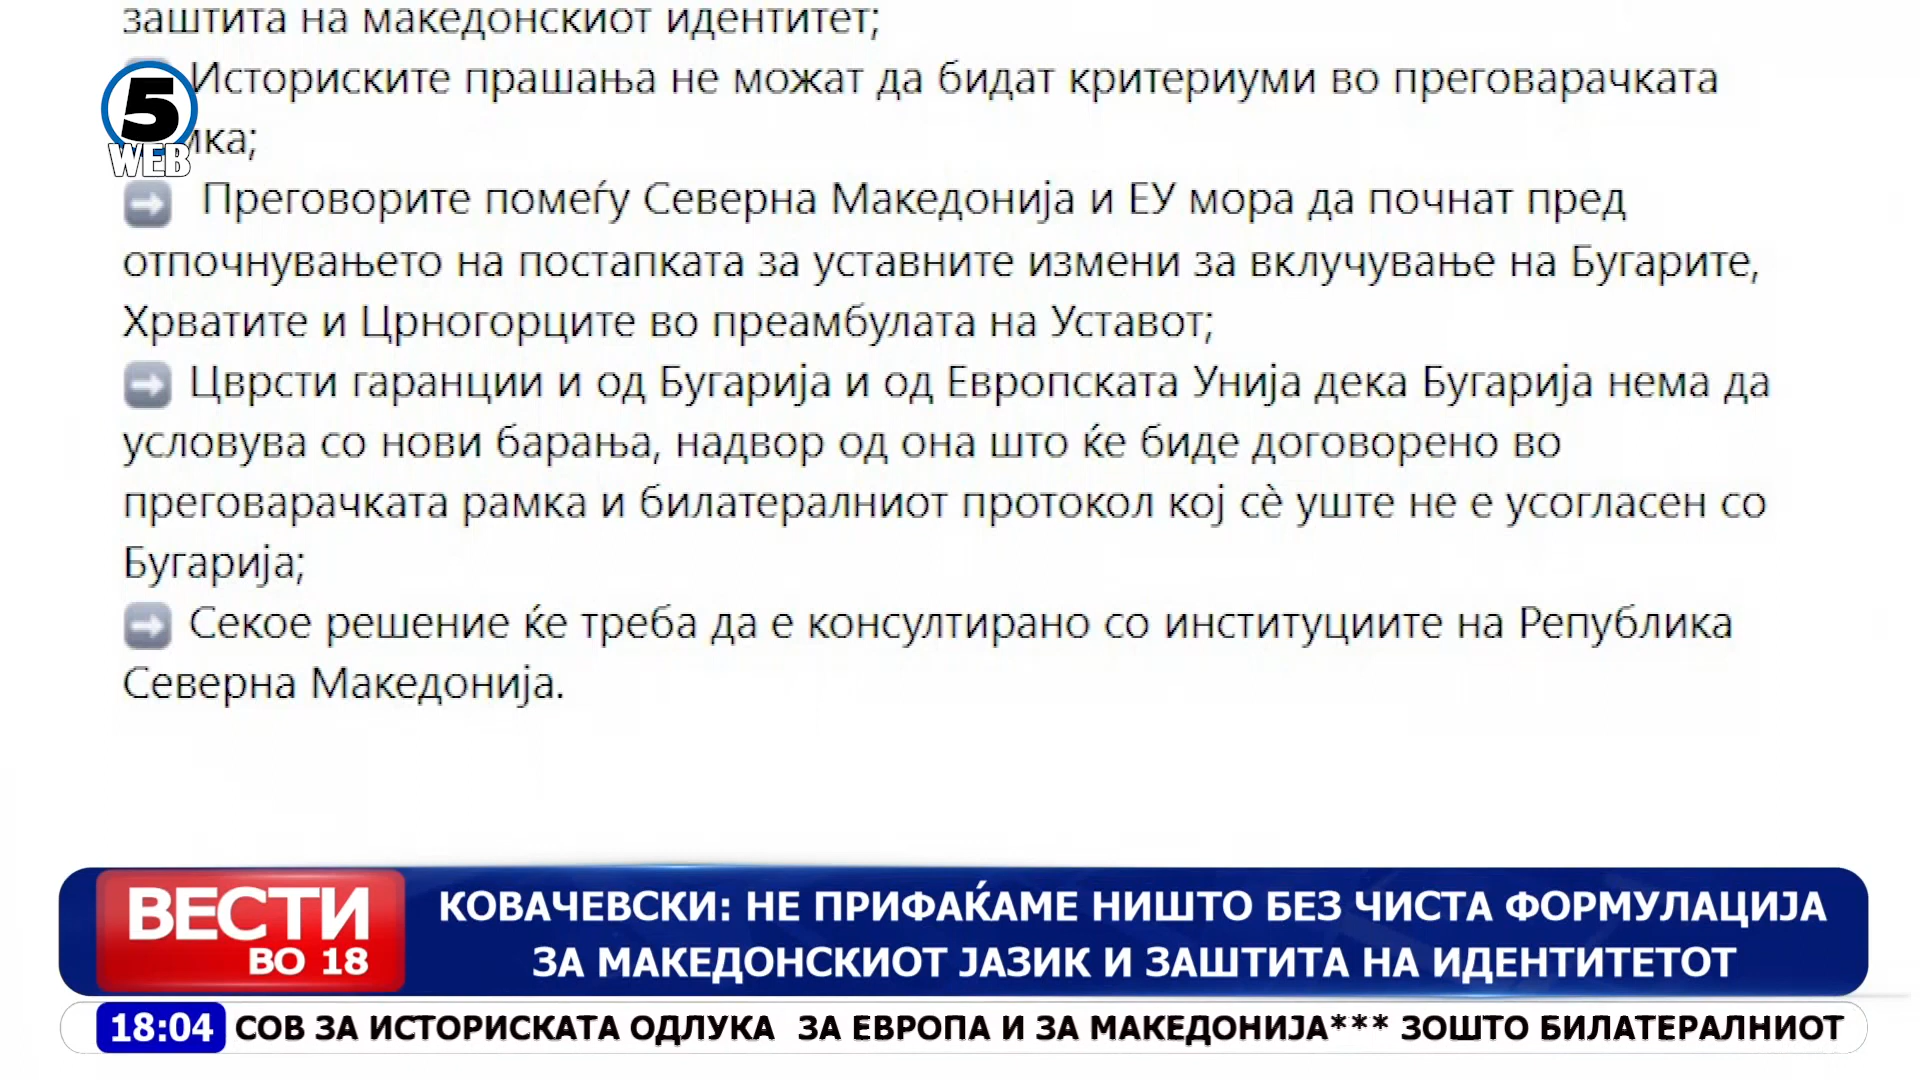 заштита на македонскиот идентитет;
Историските прашања не можат да бидат критериуми во преговарачката
мка;
5
WEB
Преговорите помеѓу Северна Македонија и ЕУ мора да почнат пред
отпочнувањето на постапката за уставните измени за вклучување на Бугарите,
Хрватите и Црногорците во преамбулата на Уставот;
Цврсти гаранции и од Бугарија и од Европската Унија дека Бугарија нема да
условува со нови барања, надвор од она што ќе биде договорено во
преговарачката рамка и билатералниот протокол кој сѐ уште не е усогласен со
Бугарија;
Секое решение ќе треба да е консултирано со институциите на Република
Северна Македонија.
ВЕСТИ
ВО 18
КОВАЧЕВСКИ: НЕ ПРИФАЌАМЕ НИШТО БЕЗ ЧИСТА ФОРМУЛАЦИЈА
ЗА МАКЕДОНСКИОТ ЈАЗИК И ЗАШТИТА НА ИДЕНТИТЕТОТ
18:04 СОВ ЗА ИСТОРИСКАТА ОДЛУКА ЗА ЕВРОПА И ЗА МАКЕДОНИЈА*** ЗОШТО БИЛАТЕРАЛНИОТ